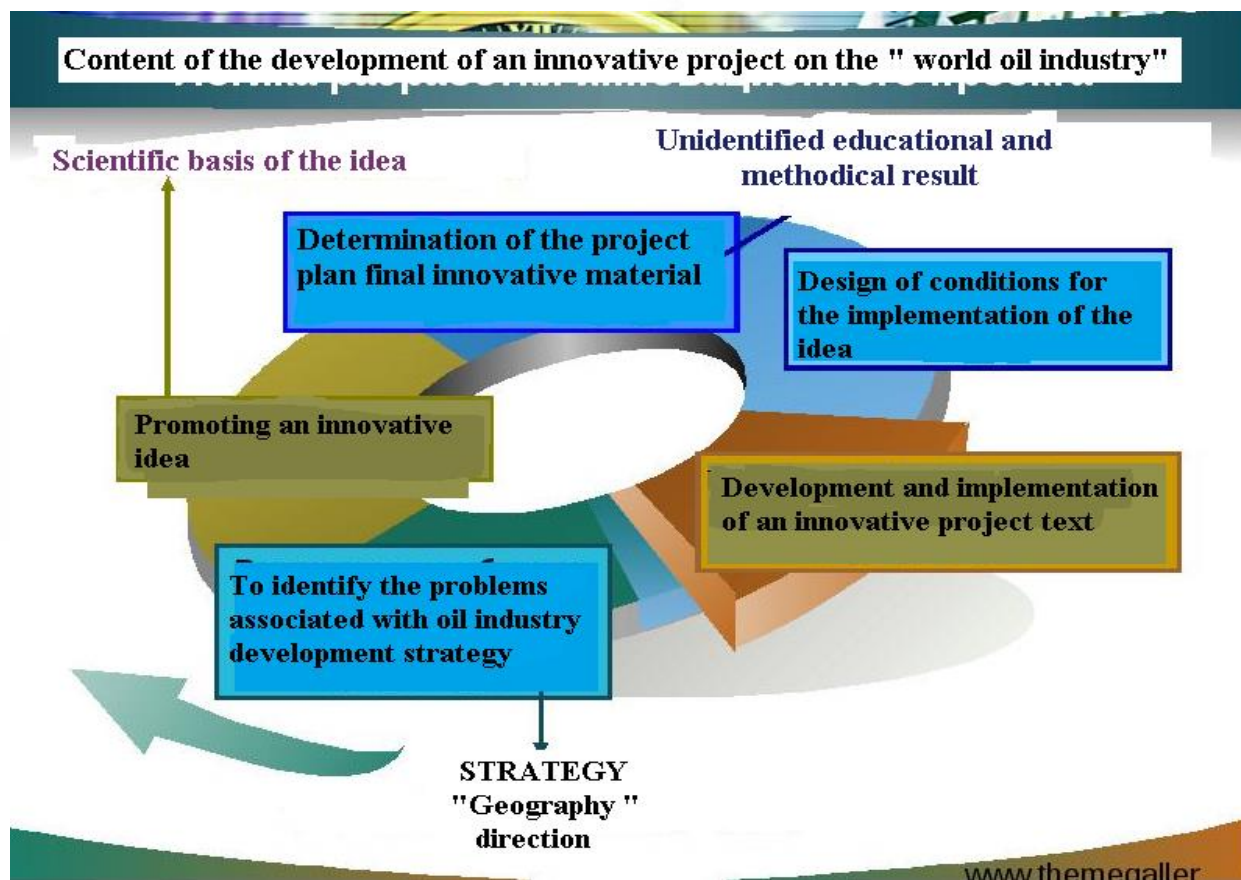 Content of the development of an innovative project on the " world oil industry"
Scientific basis of the idea
Unidentified educational and
methodical result
Determination of the project
plan final innovative material
Design of conditions for
the implementation of the
idea
Promoting an innovative
idea
Development and implementation
of an innovative project text
To identify the problems
associated with oil industry
development strategy
STRATEGY
"Geography "
direction
www.themegaller